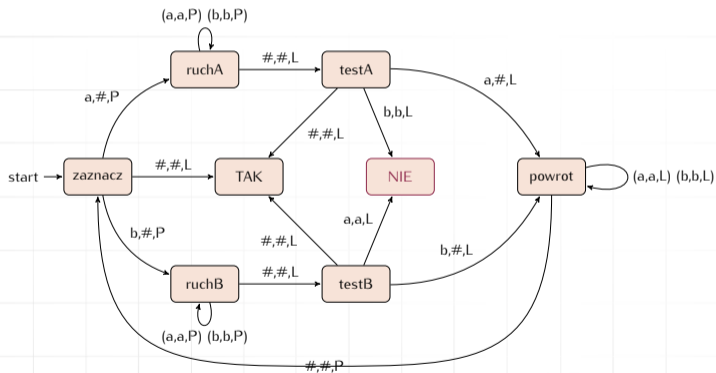 (a,a,P) (b,b,P)
ruchA
#,#,L
testA
a,#,P
a,#,L
b,b,L
#,#,L
start
zaznacz
#,#,L
TAK
NIE
powrot
(a,a,L) (b,b,L)
b,#,P
#,#,L
a,a,L
b,#,L
ruchB
#,#,L
testB
(a,a,P) (b,b,P)
#,#,P